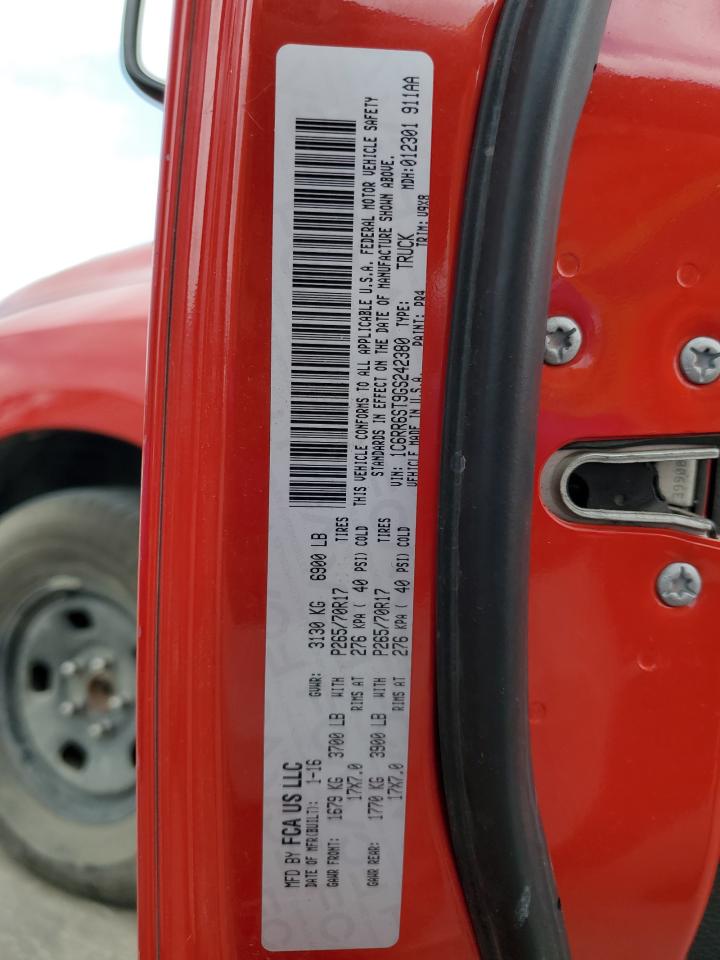 MFD BY FCA US LLC
DATE OF MFR(BUILT): 1-16 GVWR: 3130 KG 6900 LB
GAWR FRONT: 1679 KG 3700 LB WITH P265/70R17 TIRES
17X7.0 RIMS AT 276 KPA ( 40 PSI) COLD
GAWR REAR: 1770 KG 3900 LB WITH P265/70R17 TIRES
17X7.0 RIMS AT 276 KPA ( 40 PSI) COLD
THIS VEHICLE CONFORMS TO ALL APPLICABLE U.S.A. FEDERAL MOTOR VEHICLE SAFETY
STANDARDS IN EFFECT ON THE DATE OF MANUFACTURE SHOWN ABOVE.
VIN: 1C6RR6ST9GS242380 TYPE: TRUCK MDH:012301 911AA
VEHICLE MADE IN U.S.A. PAINT: PR4 TRIM: V9X8